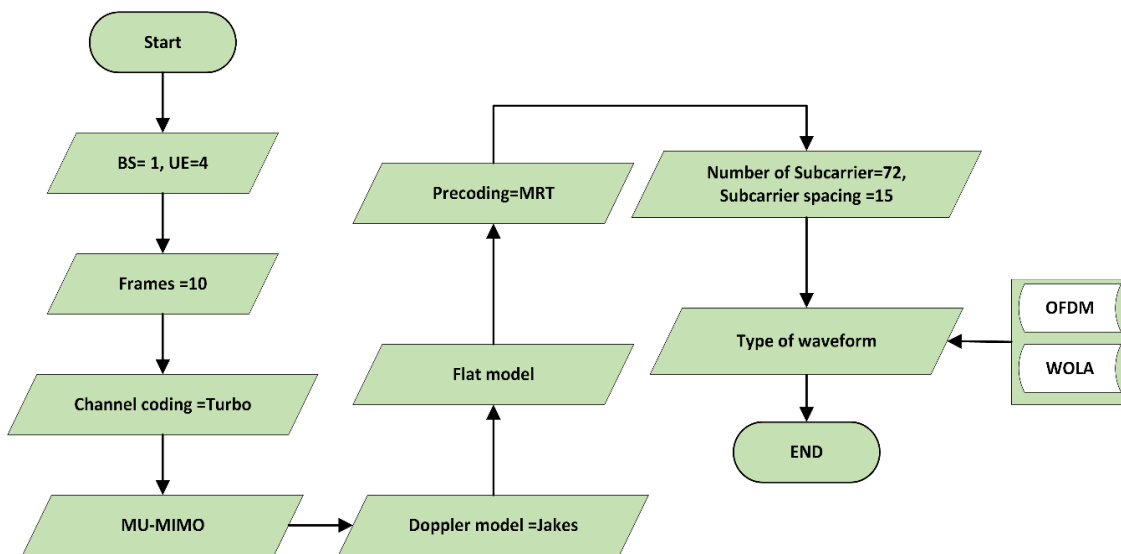 Start
BS= 1, UE=4
Frames =10
Channel coding =Turbo
MU-MIMO
Doppler model =Jakes
Flat model
Precoding=MRT
Number of Subcarrier=72,
Subcarrier spacing =15
Type of waveform
OFDM
WOLA
END